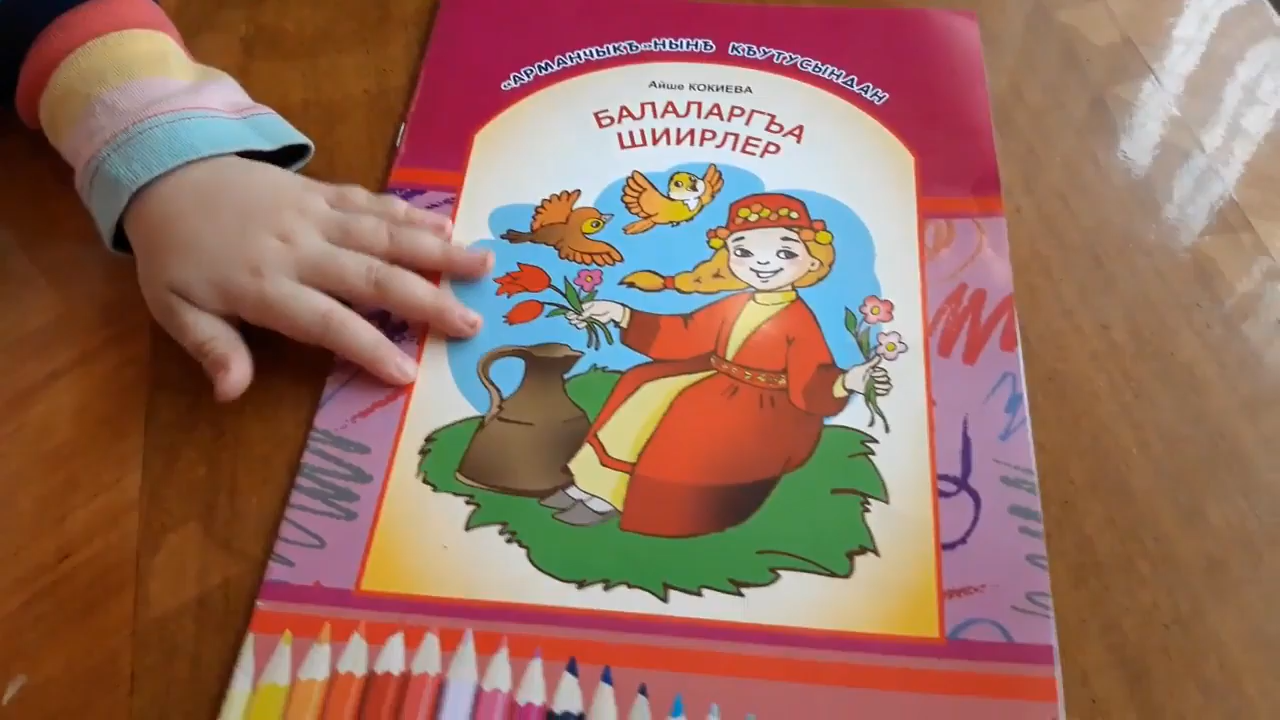 «АРМАНЧЫКЪ»НЫНЪ КЪУТУСЫНДАН
Айше КОКИЕВА
БАЛАЛАРГЪА
ШИИРЛЕР